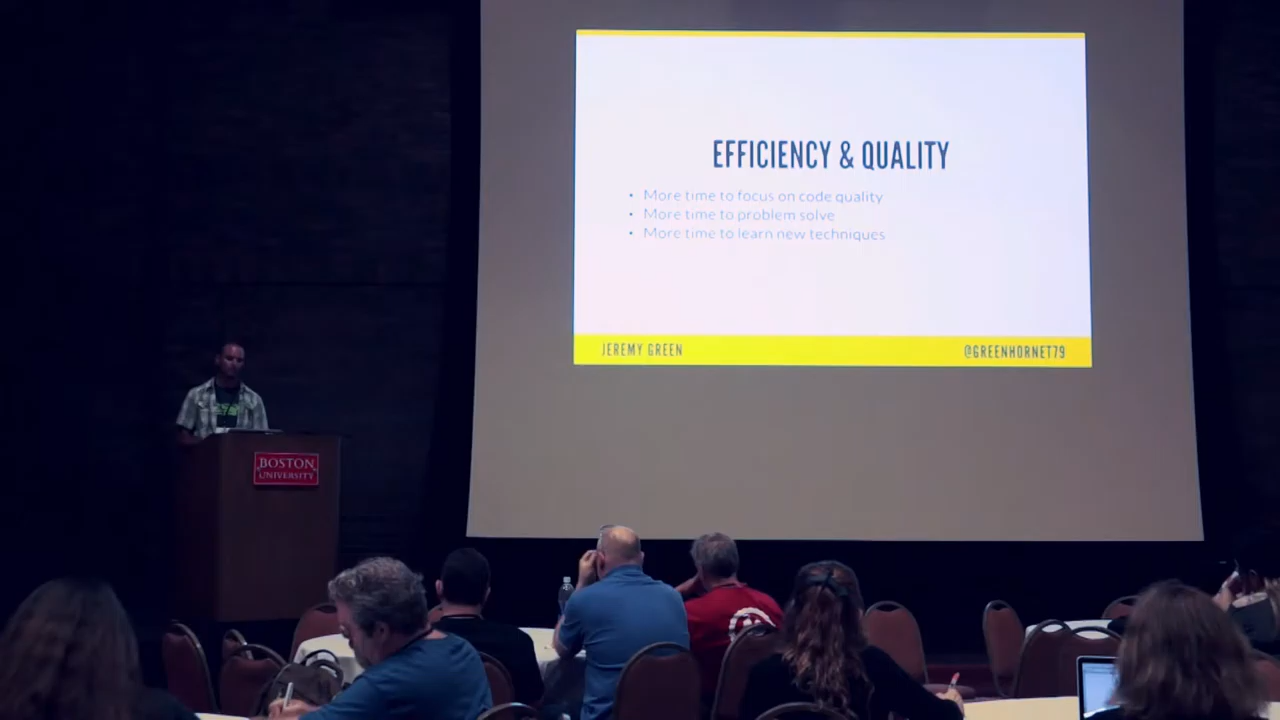 EFFICIENCY & QUALITY
• More time to focus on code quality
• More time to problem solve
• More time to learn new techniques
JEREMY GREEN
@GREENHORNET79
BOSTON
UNIVERSITY